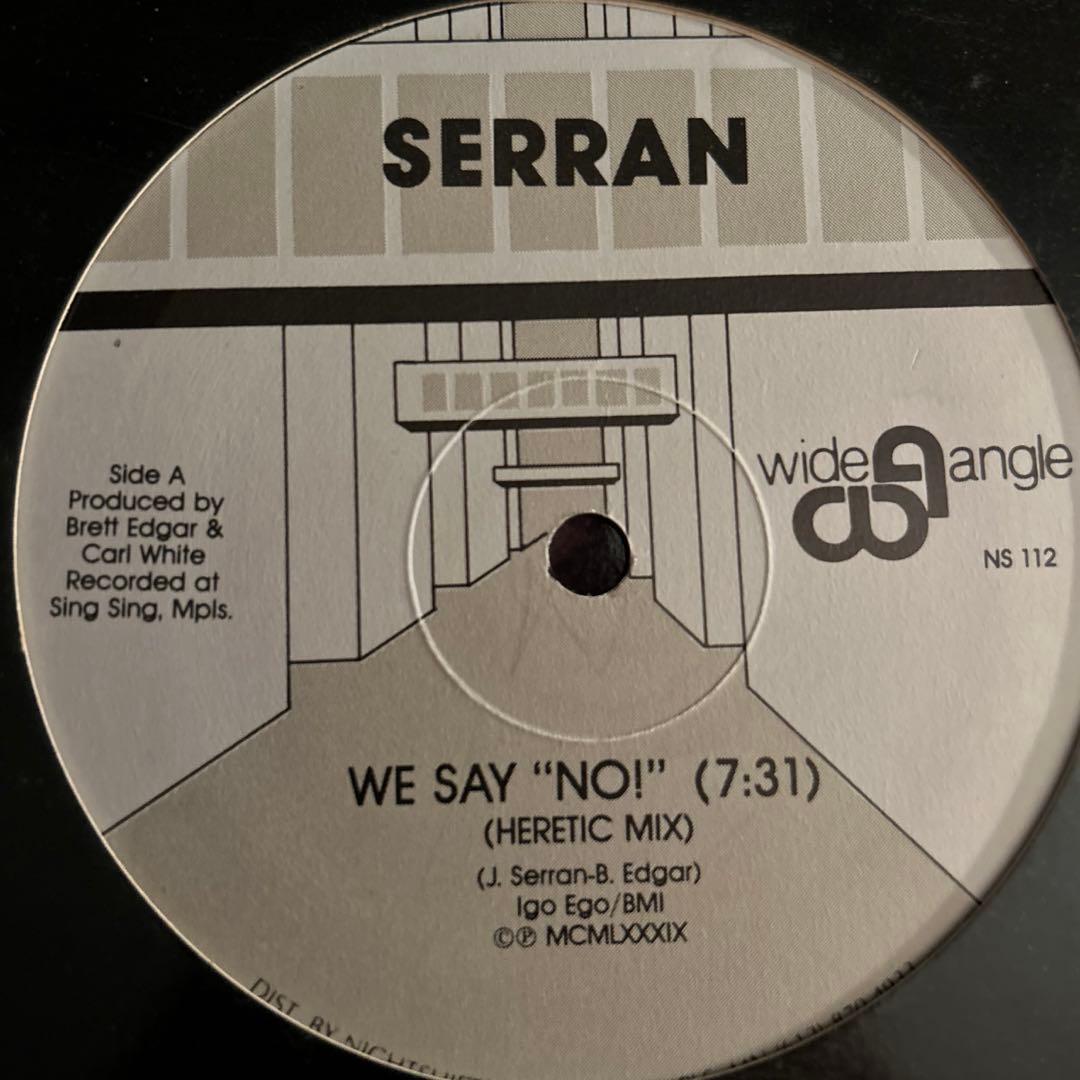 SERRAN
Side A
Produced by
Brett Edgar &
Carl White
Recorded at
Sing Sing, Mpls.
wide angle
NS 112
WE SAY “NO!” (7:31)
(HERETIC MIX)
(J. Serran-B. Edgar)
Igo Ego/BMI
©℗ MCMLXXXIX
DIST. BY